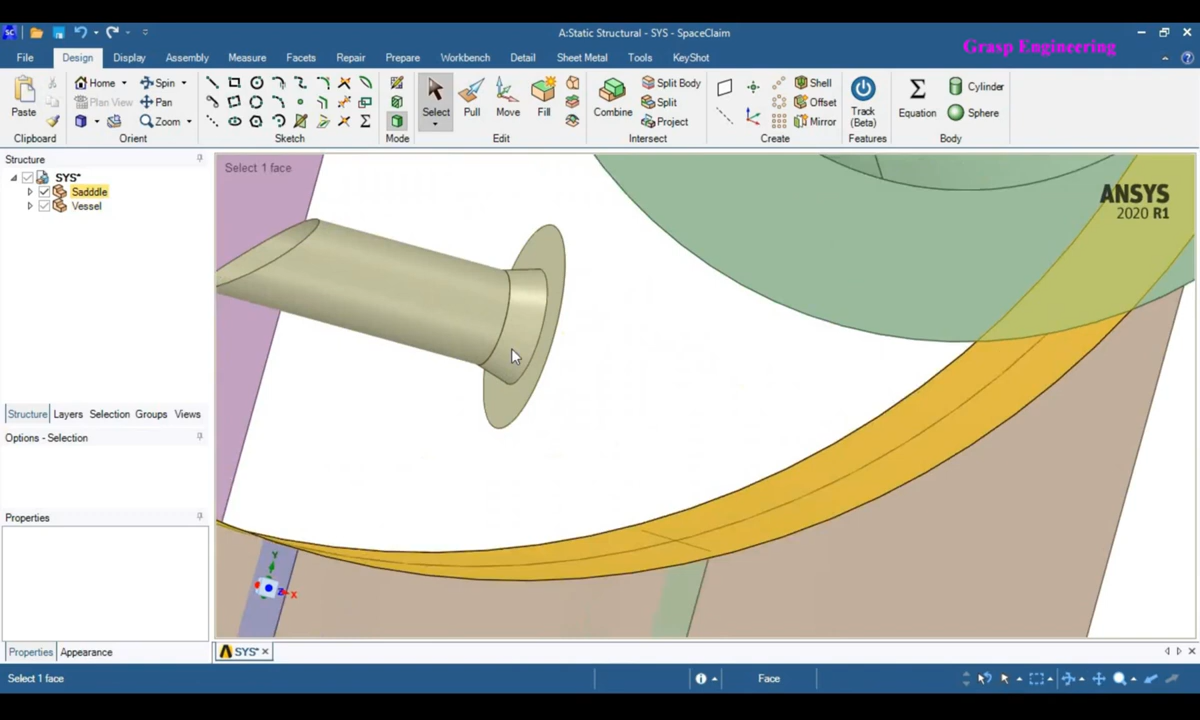 A:Static Structural - SYS - SpaceClaim
Grasp Engineering
File Design Display Assembly Measure Facets Repair Prepare Workbench Detail Sheet Metal Tools KeyShot
Paste
Home Spin
Plan View Pan
Zoom
Select Pull Move Fill
Combine
Split Body
Split
Project
Shell
Offset
Mirror
Track
(Beta)
Equation
Cylinder
Sphere
Clipboard Orient Sketch Mode Edit Intersect Create Features Body
Structure
SYS*
Sadddle
Vessel
Select 1 face
ANSYS
2020 R1
Structure Layers Selection Groups Views
Options - Selection
Properties
Y
Z X
Properties Appearance
SYS*
Select 1 face
Face